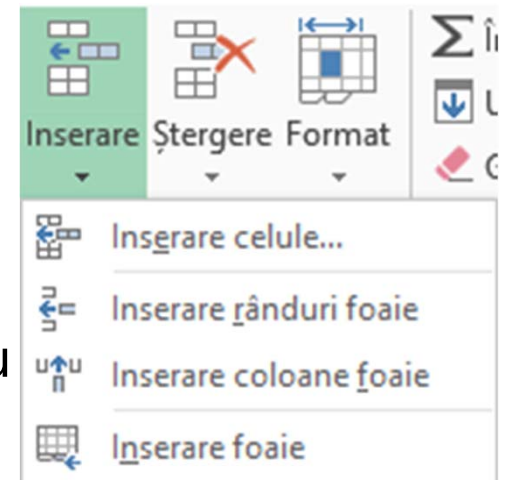 Inserare Ștergere Format
Inserare celule...
Inserare rânduri foaie
u
Inserare coloane foaie
Inserare foaie